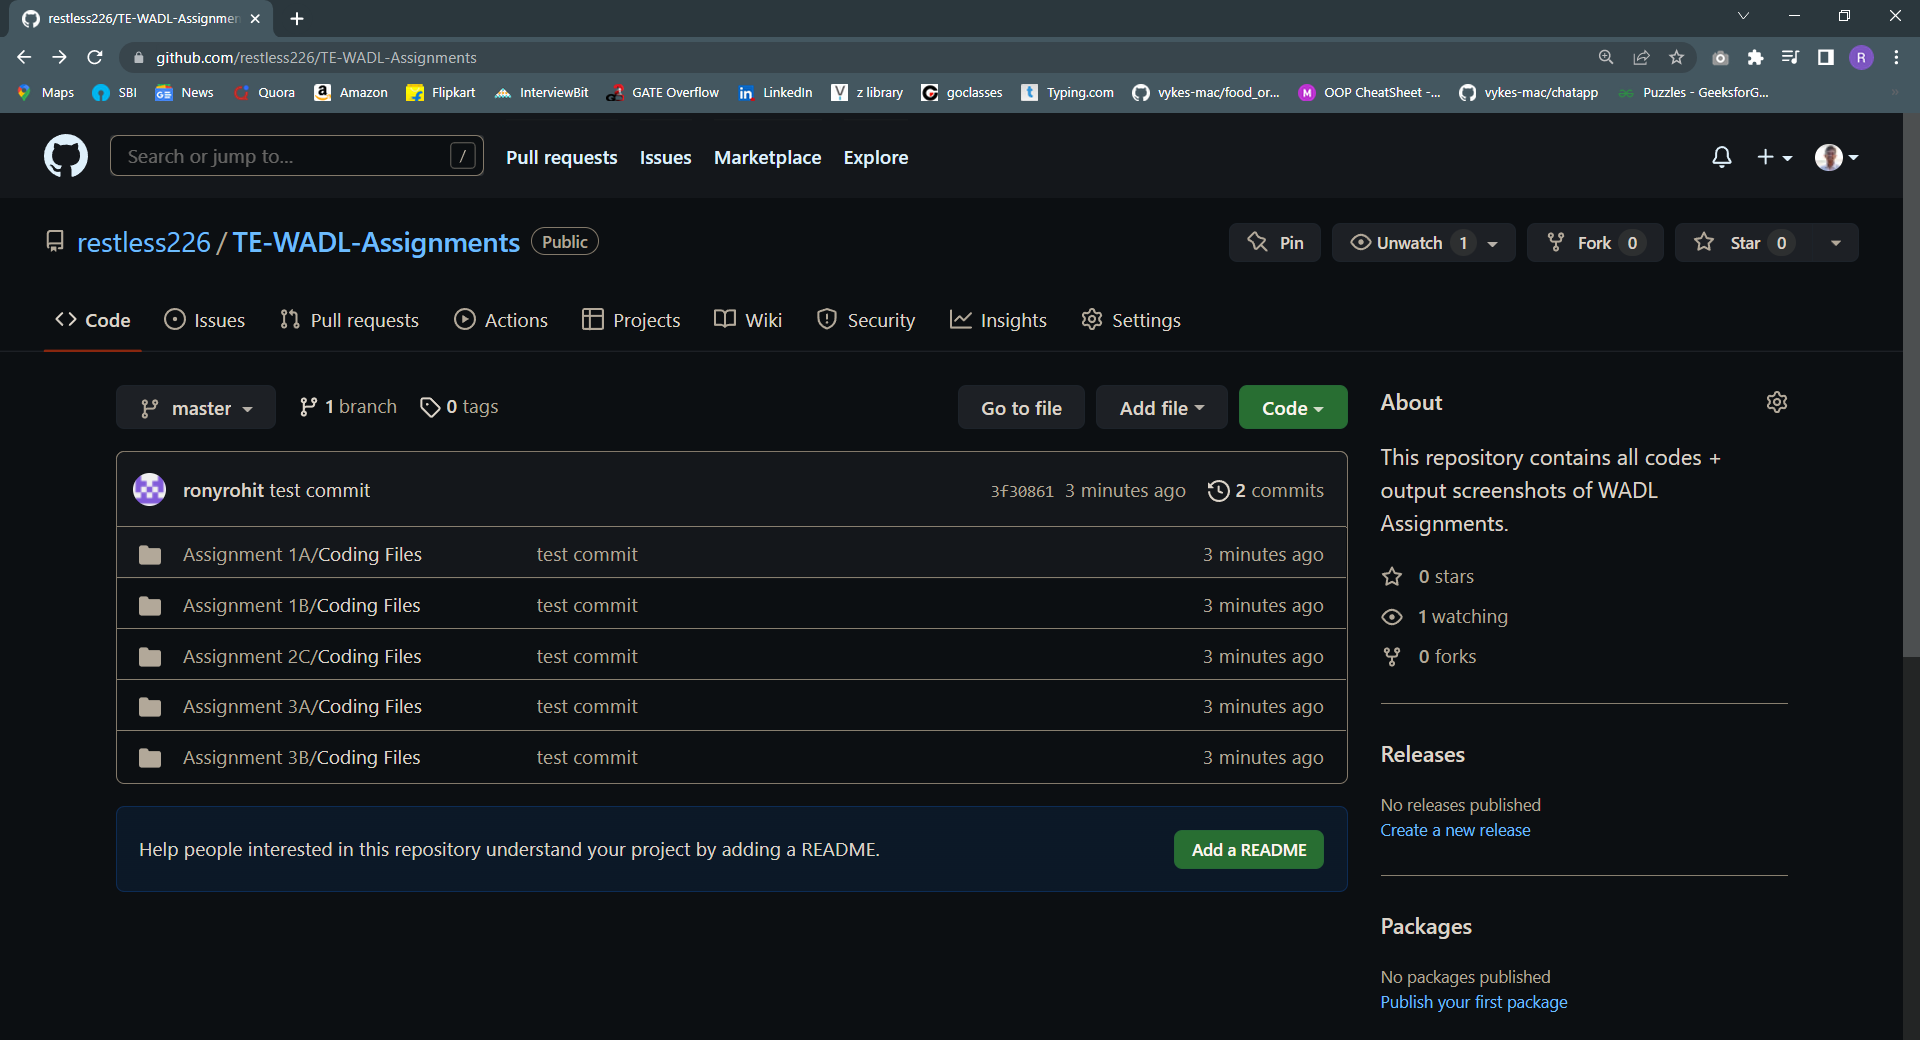 restless226/TE-WADL-Assignmen
github.com/restless226/TE-WADL-Assignments
R
Maps SBI News Quora Amazon Flipkart InterviewBit GATE Overflow LinkedIn z library goclasses Typing.com vykes-mac/food_or... OOP CheatSheet -... vykes-mac/chatapp Puzzles - GeeksforG...
Search or jump to... / Pull requests Issues Marketplace Explore
restless226 / TE-WADL-Assignments Public Pin Unwatch 1 Fork 0 Star 0
Code Issues Pull requests Actions Projects Wiki Security Insights Settings
master 1 branch 0 tags Go to file Add file Code
ronyrohit test commit 3f30861 3 minutes ago 2 commits
Assignment 1A/Coding Files test commit 3 minutes ago
Assignment 1B/Coding Files test commit 3 minutes ago
Assignment 2C/Coding Files test commit 3 minutes ago
Assignment 3A/Coding Files test commit 3 minutes ago
Assignment 3B/Coding Files test commit 3 minutes ago
Help people interested in this repository understand your project by adding a README. Add a README
About
This repository contains all codes +
output screenshots of WADL
Assignments.
0 stars
1 watching
0 forks
Releases
No releases published
Create a new release
Packages
No packages published
Publish your first package